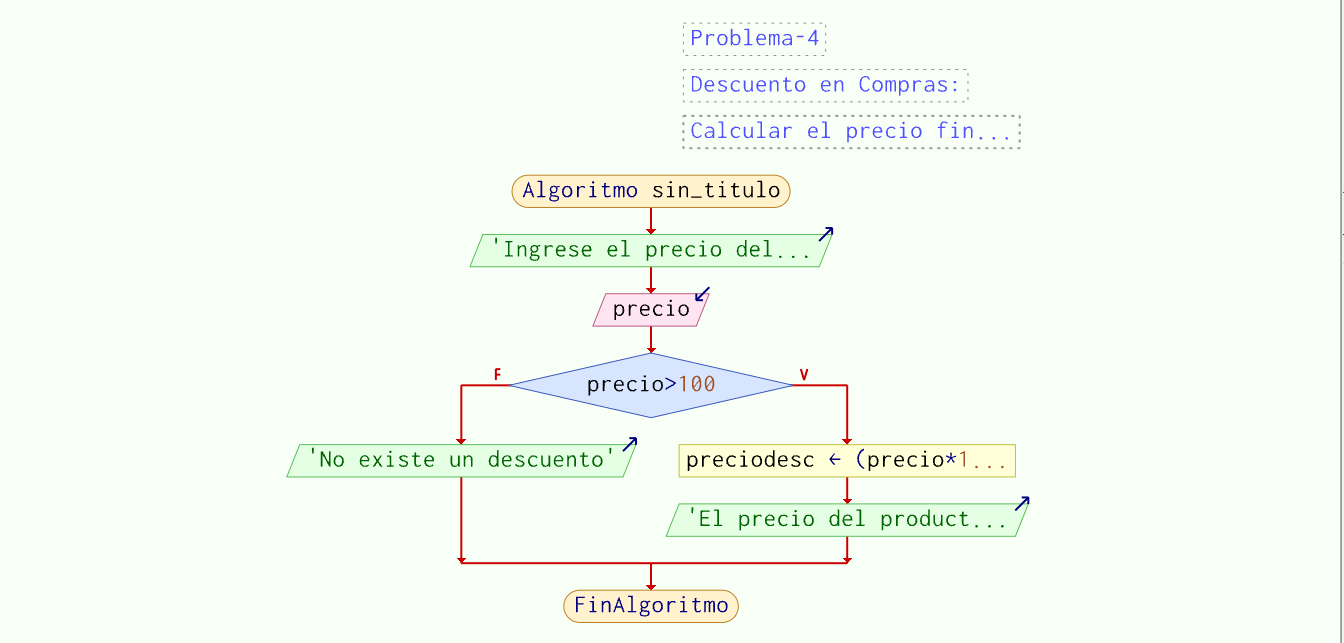 Problema-4
Descuento en Compras:
Calcular el precio fin...
Algoritmo sin_titulo
'Ingrese el precio del...
precio
F
precio>100
V
'No existe un descuento'
preciodesc ← (precio*1...
'El precio del product...
FinAlgoritmo